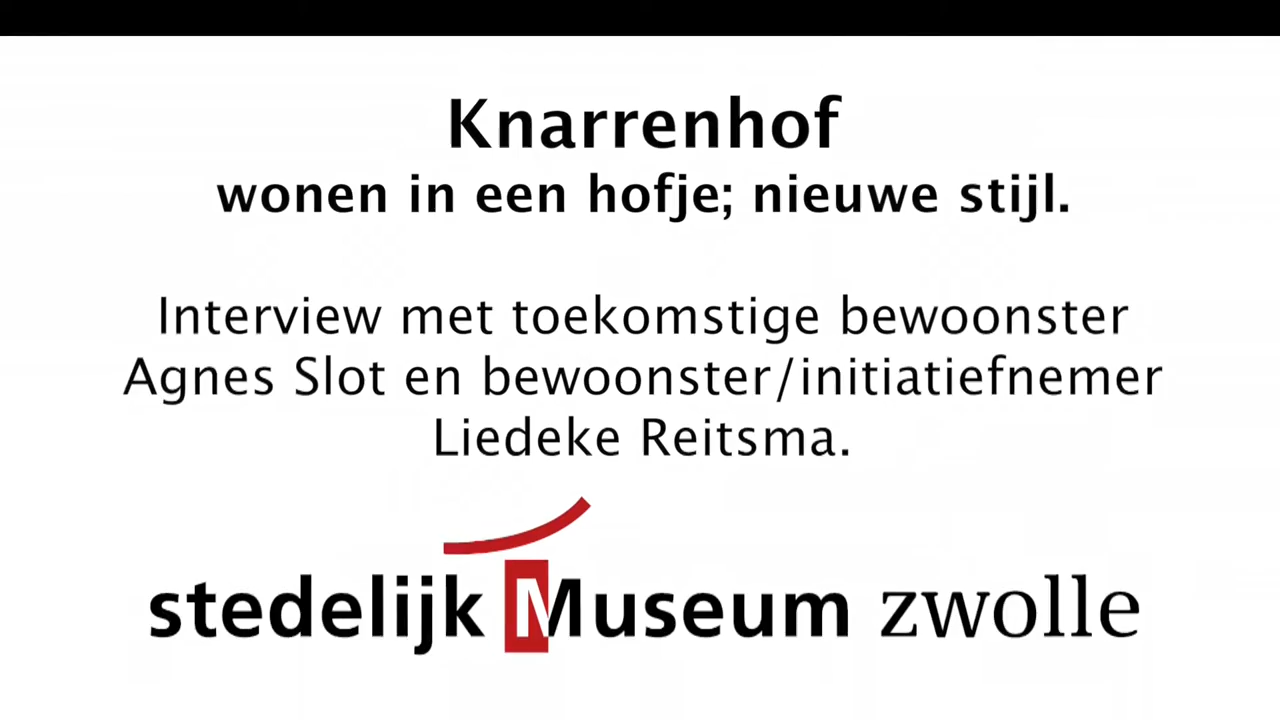 Knarrenhof
wonen in een hofje; nieuwe stijl.
Interview met toekomstige bewoonster
Agnes Slot en bewoonster/initiatiefnemer
Liedeke Reitsma.
stedelijk Museum zwolle